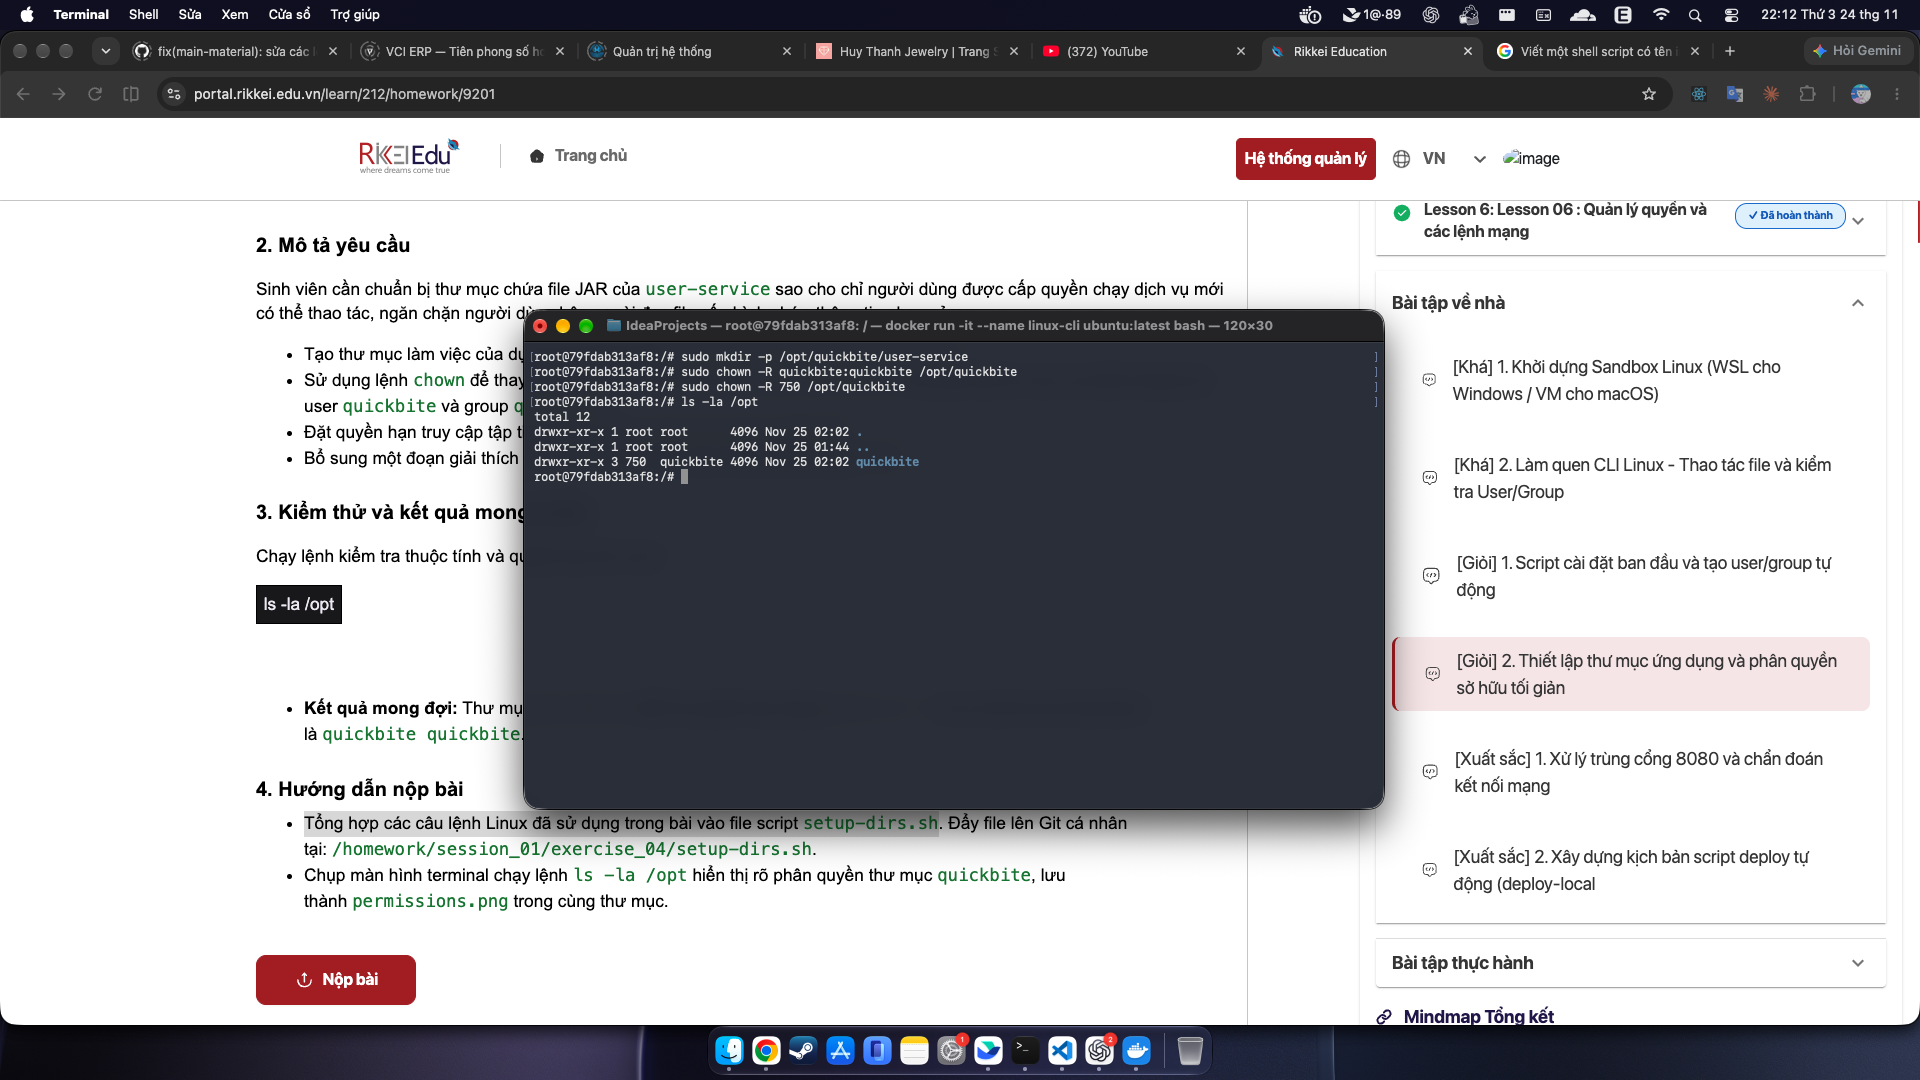 Terminal Shell Sửa Xem Cửa sổ Trợ giúp 1@·89 22:12 Thứ 3 24 thg 11
fix(main-material): sửa các VCI ERP — Tiên phong số h Quản trị hệ thống Huy Thanh Jewelry | Trang (372) YouTube Rikkei Education Viết một shell script có tên Hỏi Gemini
portal.rikkei.edu.vn/learn/212/homework/9201
RIKKEI Edu
where dreams come true
Trang chủ
Hệ thống quản lý
VN
image
2. Mô tả yêu cầu
Sinh viên cần chuẩn bị thư mục chứa file JAR của user-service sao cho chỉ người dùng được cấp quyền chạy dịch vụ mới
có thể thao tác, ngăn chặn người
Tạo thư mục làm việc của
Sử dụng lệnh chown để thay
user quickbite và group
Đặt quyền hạn truy cập tập
Bổ sung một đoạn giải thích
3. Kiểm thử và kết quả mong
Chạy lệnh kiểm tra thuộc tính và
ls -la /opt
Kết quả mong đợi: Thư
là quickbite quickbite.
4. Hướng dẫn nộp bài
Tổng hợp các câu lệnh Linux đã sử dụng trong bài vào file script setup-dirs.sh. Đẩy file lên Git cá nhân
tại: /homework/session_01/exercise_04/setup-dirs.sh.
Chụp màn hình terminal chạy lệnh ls -la /opt hiển thị rõ phân quyền thư mục quickbite, lưu
thành permissions.png trong cùng thư mục.
Nộp bài
IdeaProjects — root@79fdab313af8: / — docker run -it --name linux-cli ubuntu:latest bash — 120×30
[root@79fdab313af8:/# sudo mkdir -p /opt/quickbite/user-service ]
[root@79fdab313af8:/# sudo chown -R quickbite:quickbite /opt/quickbite ]
[root@79fdab313af8:/# sudo chown -R 750 /opt/quickbite ]
[root@79fdab313af8:/# ls -la /opt ]
total 12
drwxr-xr-x 1 root root 4096 Nov 25 02:02 .
drwxr-xr-x 1 root root 4096 Nov 25 01:44 ..
drwxr-xr-x 3 750 quickbite 4096 Nov 25 02:02 quickbite
root@79fdab313af8:/#
Lesson 6: Lesson 06 : Quản lý quyền và
các lệnh mạng
✓ Đã hoàn thành
Bài tập về nhà
[Khá] 1. Khởi dựng Sandbox Linux (WSL cho
Windows / VM cho macOS)
[Khá] 2. Làm quen CLI Linux - Thao tác file và kiểm
tra User/Group
[Giỏi] 1. Script cài đặt ban đầu và tạo user/group tự
động
[Giỏi] 2. Thiết lập thư mục ứng dụng và phân quyền
sở hữu tối giản
[Xuất sắc] 1. Xử lý trùng cổng 8080 và chẩn đoán
kết nối mạng
[Xuất sắc] 2. Xây dựng kịch bản script deploy tự
động (deploy-local
Bài tập thực hành
Mindmap Tổng kết
1
2